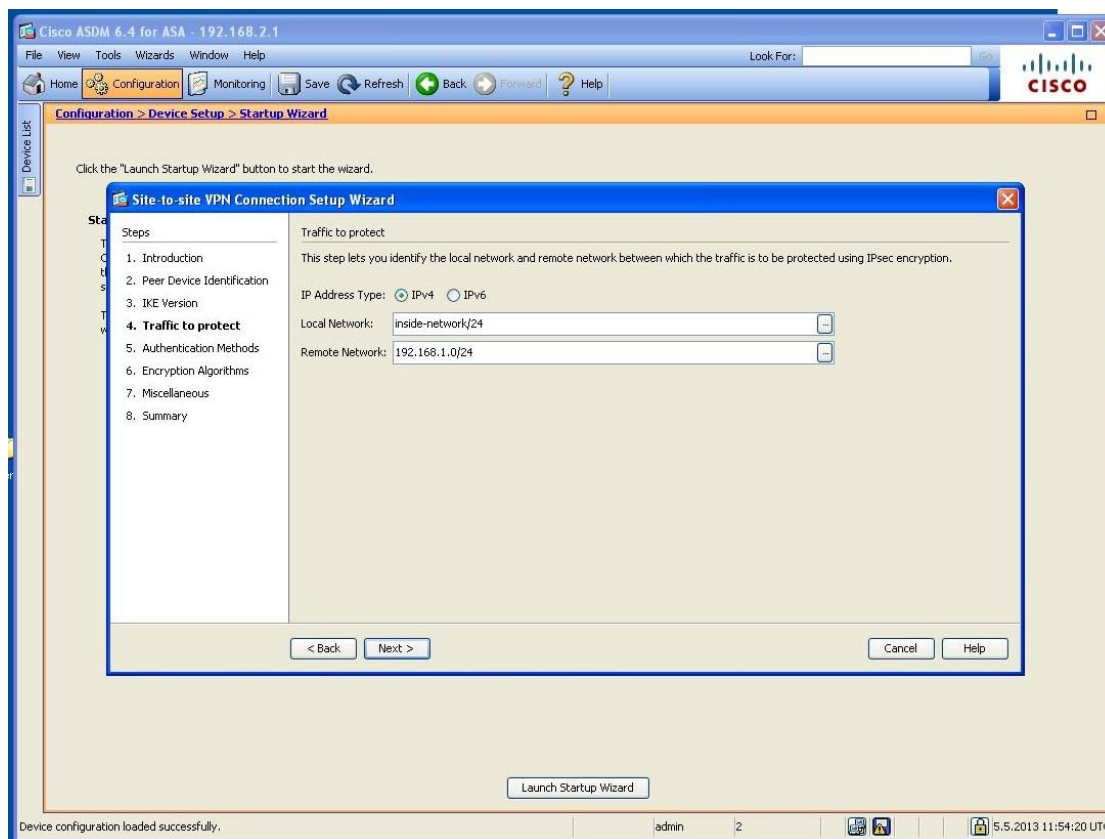 Cisco ASDM 6.4 for ASA - 192.168.2.1
File View Tools Wizards Window Help Look For: Go
Home Configuration Monitoring Save Refresh Back Forward Help
CISCO
Device List
Configuration > Device Setup > Startup Wizard
Click the "Launch Startup Wizard" button to start the wizard.
Sta
T
C
s
T
w
Site-to-site VPN Connection Setup Wizard
Steps
1. Introduction
2. Peer Device Identification
3. IKE Version
4. Traffic to protect
5. Authentication Methods
6. Encryption Algorithms
7. Miscellaneous
8. Summary
Traffic to protect
This step lets you identify the local network and remote network between which the traffic is to be protected using IPsec encryption.
IP Address Type: IPv4 IPv6
Local Network: inside-network/24 ...
Remote Network: 192.168.1.0/24 ...
< Back Next > Cancel Help
Launch Startup Wizard
Device configuration loaded successfully. admin 2 5.5.2013 11:54:20 UT